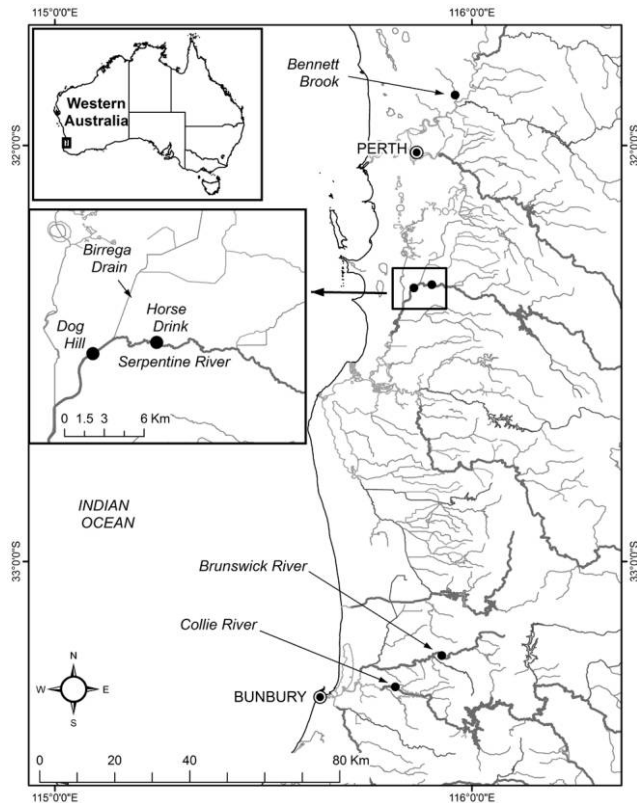 115°0'0"E
116°0'0"E
Western
Australia
Bennett
Brook
32°0'0"S
32°0'0"S
PERTH
Birrega
Drain
Horse
Drink
Dog
Hill
Serpentine River
0 1.5 3 6 Km
INDIAN
OCEAN
33°0'0"S
33°0'0"S
Brunswick River
Collie River
N
W E
S
BUNBURY
0 20 40 80 Km
115°0'0"E
116°0'0"E